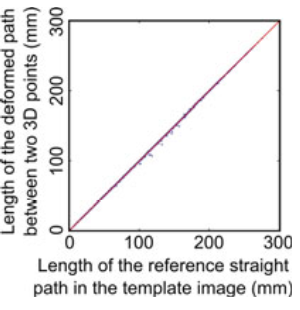 Length of the deformed path
between two 3D points (mm)
300
200
100
0
0 100 200 300
Length of the reference straight
path in the template image (mm)